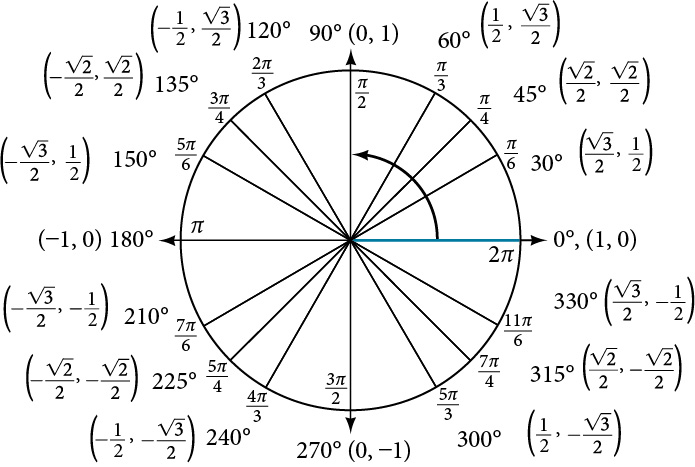 (−1/2, √3/2) 120° 90° (0, 1) 60° (1/2, √3/2)
(−√2/2, √2/2) 135° 2π/3 π/2 π/3 45° (√2/2, √2/2)
3π/4 π/4
(−√3/2, 1/2) 150° 5π/6 π/6 30° (√3/2, 1/2)
(−1, 0) 180° π 2π 0°, (1, 0)
(−√3/2, −1/2) 210° 7π/6 11π/6 330° (√3/2, −1/2)
(−√2/2, −√2/2) 225° 5π/4 7π/4 315° (√2/2, −√2/2)
4π/3 3π/2 5π/3
(−1/2, −√3/2) 240° 270° (0, −1) 300° (1/2, −√3/2)